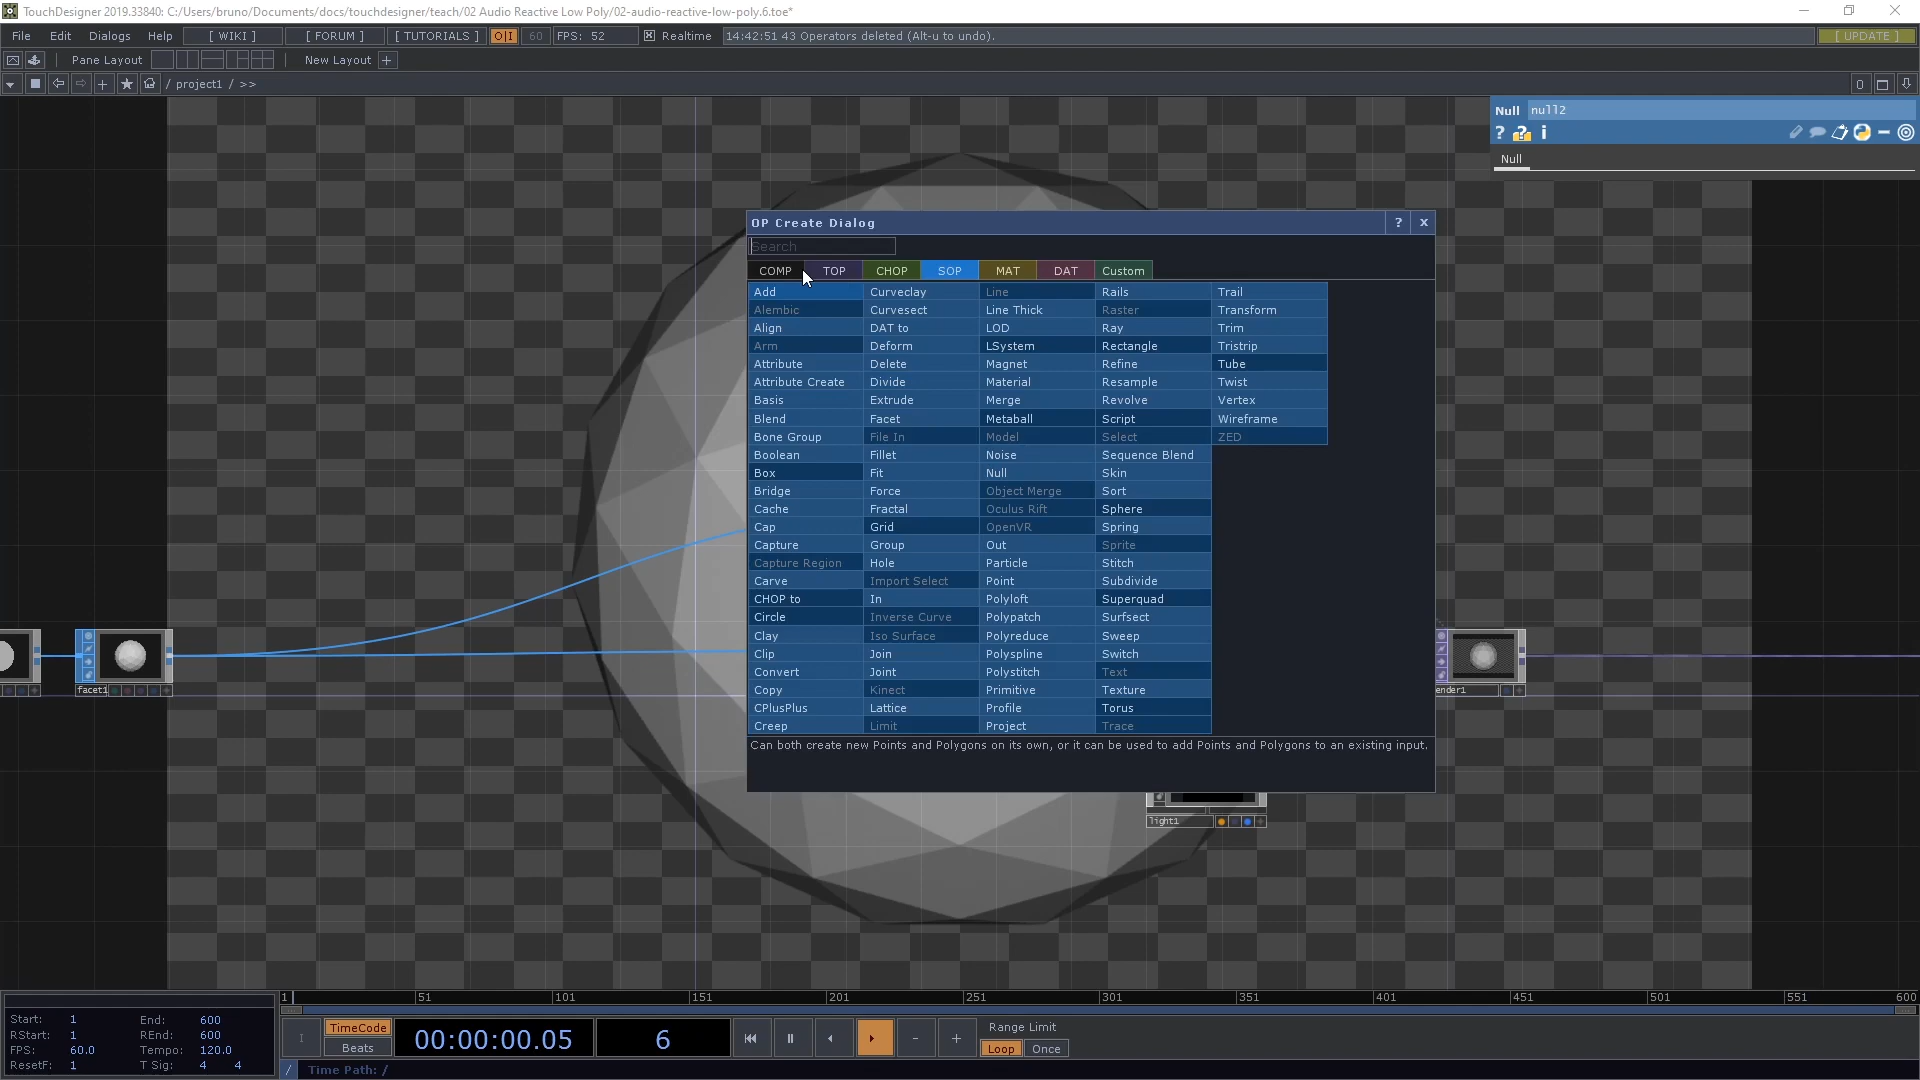 TouchDesigner 2019.33840: C:/Users/bruno/Documents/docs/touchdesigner/teach/02 Audio Reactive Low Poly/02-audio-reactive-low-poly.6.toe*
File Edit Dialogs Help [ WIKI ] [ FORUM ] [ TUTORIALS ] O|I 60 FPS: 52 Realtime 14:42:51 43 Operators deleted (Alt-u to undo). [ UPDATE ]
Pane Layout New Layout +
/ project1 / >> 0
Null null2
? ? i
Null
OP Create Dialog ? x
Search
COMP TOP CHOP SOP MAT DAT Custom
Add Curveclay Line Rails Trail
Alembic Curvesect Line Thick Raster Transform
Align DAT to LOD Ray Trim
Arm Deform LSystem Rectangle Tristrip
Attribute Delete Magnet Refine Tube
Attribute Create Divide Material Resample Twist
Basis Extrude Merge Revolve Vertex
Blend Facet Metaball Script Wireframe
Bone Group File In Model Select ZED
Boolean Fillet Noise Sequence Blend
Box Fit Null Skin
Bridge Force Object Merge Sort
Cache Fractal Oculus Rift Sphere
Cap Grid OpenVR Spring
Capture Group Out Sprite
Capture Region Hole Particle Stitch
Carve Import Select Point Subdivide
CHOP to In Polyloft Superquad
Circle Inverse Curve Polypatch Surfsect
Clay Iso Surface Polyreduce Sweep
Clip Join Polyspline Switch
Convert Joint Polystitch Text
Copy Kinect Primitive Texture
CPlusPlus Lattice Profile Torus
Creep Limit Project Trace
Can both create new Points and Polygons on its own, or it can be used to add Points and Polygons to an existing input.
facet1
ender1
light1
1 51 101 151 201 251 301 351 401 451 501 551 600
Start: 1 End: 600
RStart: 1 REnd: 600
FPS: 60.0 Tempo: 120.0
ResetF: 1 T Sig: 4 4
I TimeCode Beats 00:00:00.05 6 - +
Range Limit
Loop Once
/ Time Path: /